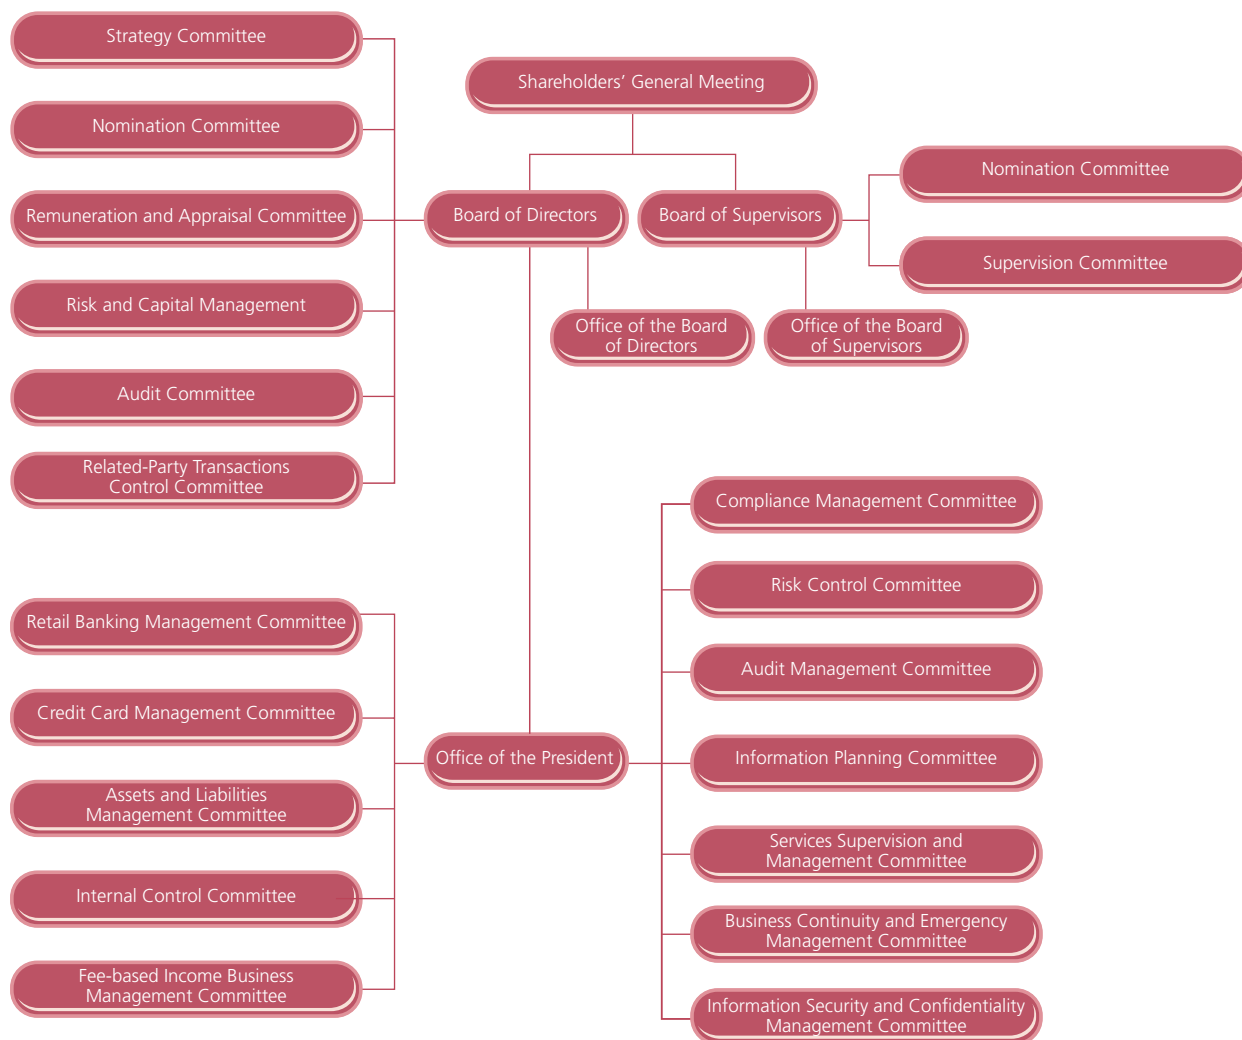 Strategy Committee
Shareholders’ General Meeting
Nomination Committee
Nomination Committee
Remuneration and Appraisal Committee
Board of Directors
Board of Supervisors
Supervision Committee
Risk and Capital Management
Office of the Board
of Directors
Office of the Board
of Supervisors
Audit Committee
Related-Party Transactions
Control Committee
Compliance Management Committee
Risk Control Committee
Retail Banking Management Committee
Audit Management Committee
Credit Card Management Committee
Office of the President
Information Planning Committee
Assets and Liabilities
Management Committee
Services Supervision and
Management Committee
Internal Control Committee
Business Continuity and Emergency
Management Committee
Fee-based Income Business
Management Committee
Information Security and Confidentiality
Management Committee